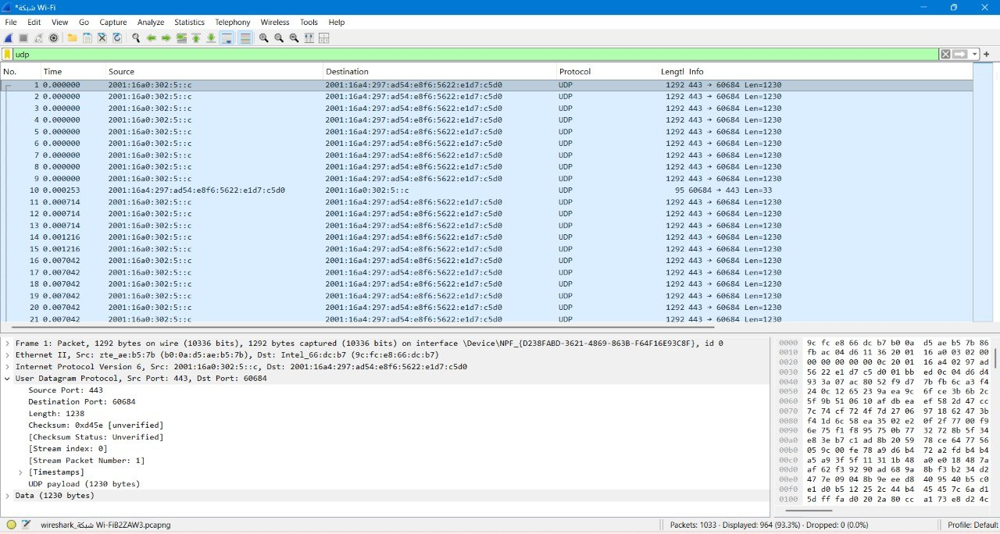 *شبكة Wi-Fi
File Edit View Go Capture Analyze Statistics Telephony Wireless Tools Help
udp
No. Time Source Destination Protocol Lengtl Info
1 0.000000 2001:16a0:302:5::c 2001:16a4:297:ad54:e8f6:5622:e1d7:c5d0 UDP 1292 443 → 60684 Len=1230
2 0.000000 2001:16a0:302:5::c 2001:16a4:297:ad54:e8f6:5622:e1d7:c5d0 UDP 1292 443 → 60684 Len=1230
3 0.000000 2001:16a0:302:5::c 2001:16a4:297:ad54:e8f6:5622:e1d7:c5d0 UDP 1292 443 → 60684 Len=1230
4 0.000000 2001:16a0:302:5::c 2001:16a4:297:ad54:e8f6:5622:e1d7:c5d0 UDP 1292 443 → 60684 Len=1230
5 0.000000 2001:16a0:302:5::c 2001:16a4:297:ad54:e8f6:5622:e1d7:c5d0 UDP 1292 443 → 60684 Len=1230
6 0.000000 2001:16a0:302:5::c 2001:16a4:297:ad54:e8f6:5622:e1d7:c5d0 UDP 1292 443 → 60684 Len=1230
7 0.000000 2001:16a0:302:5::c 2001:16a4:297:ad54:e8f6:5622:e1d7:c5d0 UDP 1292 443 → 60684 Len=1230
8 0.000000 2001:16a0:302:5::c 2001:16a4:297:ad54:e8f6:5622:e1d7:c5d0 UDP 1292 443 → 60684 Len=1230
9 0.000000 2001:16a0:302:5::c 2001:16a4:297:ad54:e8f6:5622:e1d7:c5d0 UDP 1292 443 → 60684 Len=1230
10 0.000253 2001:16a4:297:ad54:e8f6:5622:e1d7:c5d0 2001:16a0:302:5::c UDP 95 60684 → 443 Len=33
11 0.000714 2001:16a0:302:5::c 2001:16a4:297:ad54:e8f6:5622:e1d7:c5d0 UDP 1292 443 → 60684 Len=1230
12 0.000714 2001:16a0:302:5::c 2001:16a4:297:ad54:e8f6:5622:e1d7:c5d0 UDP 1292 443 → 60684 Len=1230
13 0.000714 2001:16a0:302:5::c 2001:16a4:297:ad54:e8f6:5622:e1d7:c5d0 UDP 1292 443 → 60684 Len=1230
14 0.001216 2001:16a0:302:5::c 2001:16a4:297:ad54:e8f6:5622:e1d7:c5d0 UDP 1292 443 → 60684 Len=1230
15 0.001216 2001:16a0:302:5::c 2001:16a4:297:ad54:e8f6:5622:e1d7:c5d0 UDP 1292 443 → 60684 Len=1230
16 0.007042 2001:16a0:302:5::c 2001:16a4:297:ad54:e8f6:5622:e1d7:c5d0 UDP 1292 443 → 60684 Len=1230
17 0.007042 2001:16a0:302:5::c 2001:16a4:297:ad54:e8f6:5622:e1d7:c5d0 UDP 1292 443 → 60684 Len=1230
18 0.007042 2001:16a0:302:5::c 2001:16a4:297:ad54:e8f6:5622:e1d7:c5d0 UDP 1292 443 → 60684 Len=1230
19 0.007042 2001:16a0:302:5::c 2001:16a4:297:ad54:e8f6:5622:e1d7:c5d0 UDP 1292 443 → 60684 Len=1230
20 0.007042 2001:16a0:302:5::c 2001:16a4:297:ad54:e8f6:5622:e1d7:c5d0 UDP 1292 443 → 60684 Len=1230
21 0.007042 2001:16a0:302:5::c 2001:16a4:297:ad54:e8f6:5622:e1d7:c5d0 UDP 1292 443 → 60684 Len=1230
Frame 1: Packet, 1292 bytes on wire (10336 bits), 1292 bytes captured (10336 bits) on interface \Device\NPF_{D238FABD-3621-4869-863B-F64F16E93C8F}, id 0
Ethernet II, Src: zte_ae:b5:7b (b0:0a:d5:ae:b5:7b), Dst: Intel_66:dc:b7 (9c:fc:e8:66:dc:b7)
Internet Protocol Version 6, Src: 2001:16a0:302:5::c, Dst: 2001:16a4:297:ad54:e8f6:5622:e1d7:c5d0
User Datagram Protocol, Src Port: 443, Dst Port: 60684
Source Port: 443
Destination Port: 60684
Length: 1238
Checksum: 0xd45e [unverified]
[Checksum Status: Unverified]
[Stream index: 0]
[Stream Packet Number: 1]
[Timestamps]
UDP payload (1230 bytes)
Data (1230 bytes)
0000 9c fc e8 66 dc b7 b0 0a d5 ae b5 7b 86
0010 fb ac 04 d6 11 36 20 01 16 a0 03 02 00
0020 00 00 00 00 00 0c 20 01 16 a4 02 97 ad
0030 56 22 e1 d7 c5 d0 01 bb ed 0c 04 d6 d4
0040 93 3a 07 ac 80 52 f9 d7 7b fb 6c a3 f4
0050 24 0c 12 65 23 9a ea 9c 6f ce 3b 6b 2c
0060 5f 9b 51 06 10 af db ea ef 58 2d 47 cc
0070 7c 74 cf 72 4f 7d 27 06 97 18 62 47 3b
0080 f4 1d 6c 58 ea 35 02 e2 0f 2f 77 00 f9
0090 6e 75 f1 f8 95 75 0b 77 32 72 8b 5f 34
00a0 e8 3e b7 c1 ad 8b 20 59 78 ce 64 77 56
00b0 05 9c 00 fe 78 a9 d6 b4 72 a2 fd b4 b4
00c0 a5 a9 3f 5f 11 31 1b 48 a0 e0 18 48 7a
00d0 af 62 f3 92 90 ad 68 9a 8b f3 b2 34 d2
00e0 47 7e 09 04 8b 9e ee d8 40 95 40 b5 c0
00f0 e1 d0 b5 12 25 2c 44 b4 45 45 7c 6a d1
0100 5d ff fa d0 20 2a 80 cc a1 73 e8 d2 4c
wireshark_شبكة Wi-FiB2ZAW3.pcapng
Packets: 1033 · Displayed: 964 (93.3%) · Dropped: 0 (0.0%)
Profile: Default